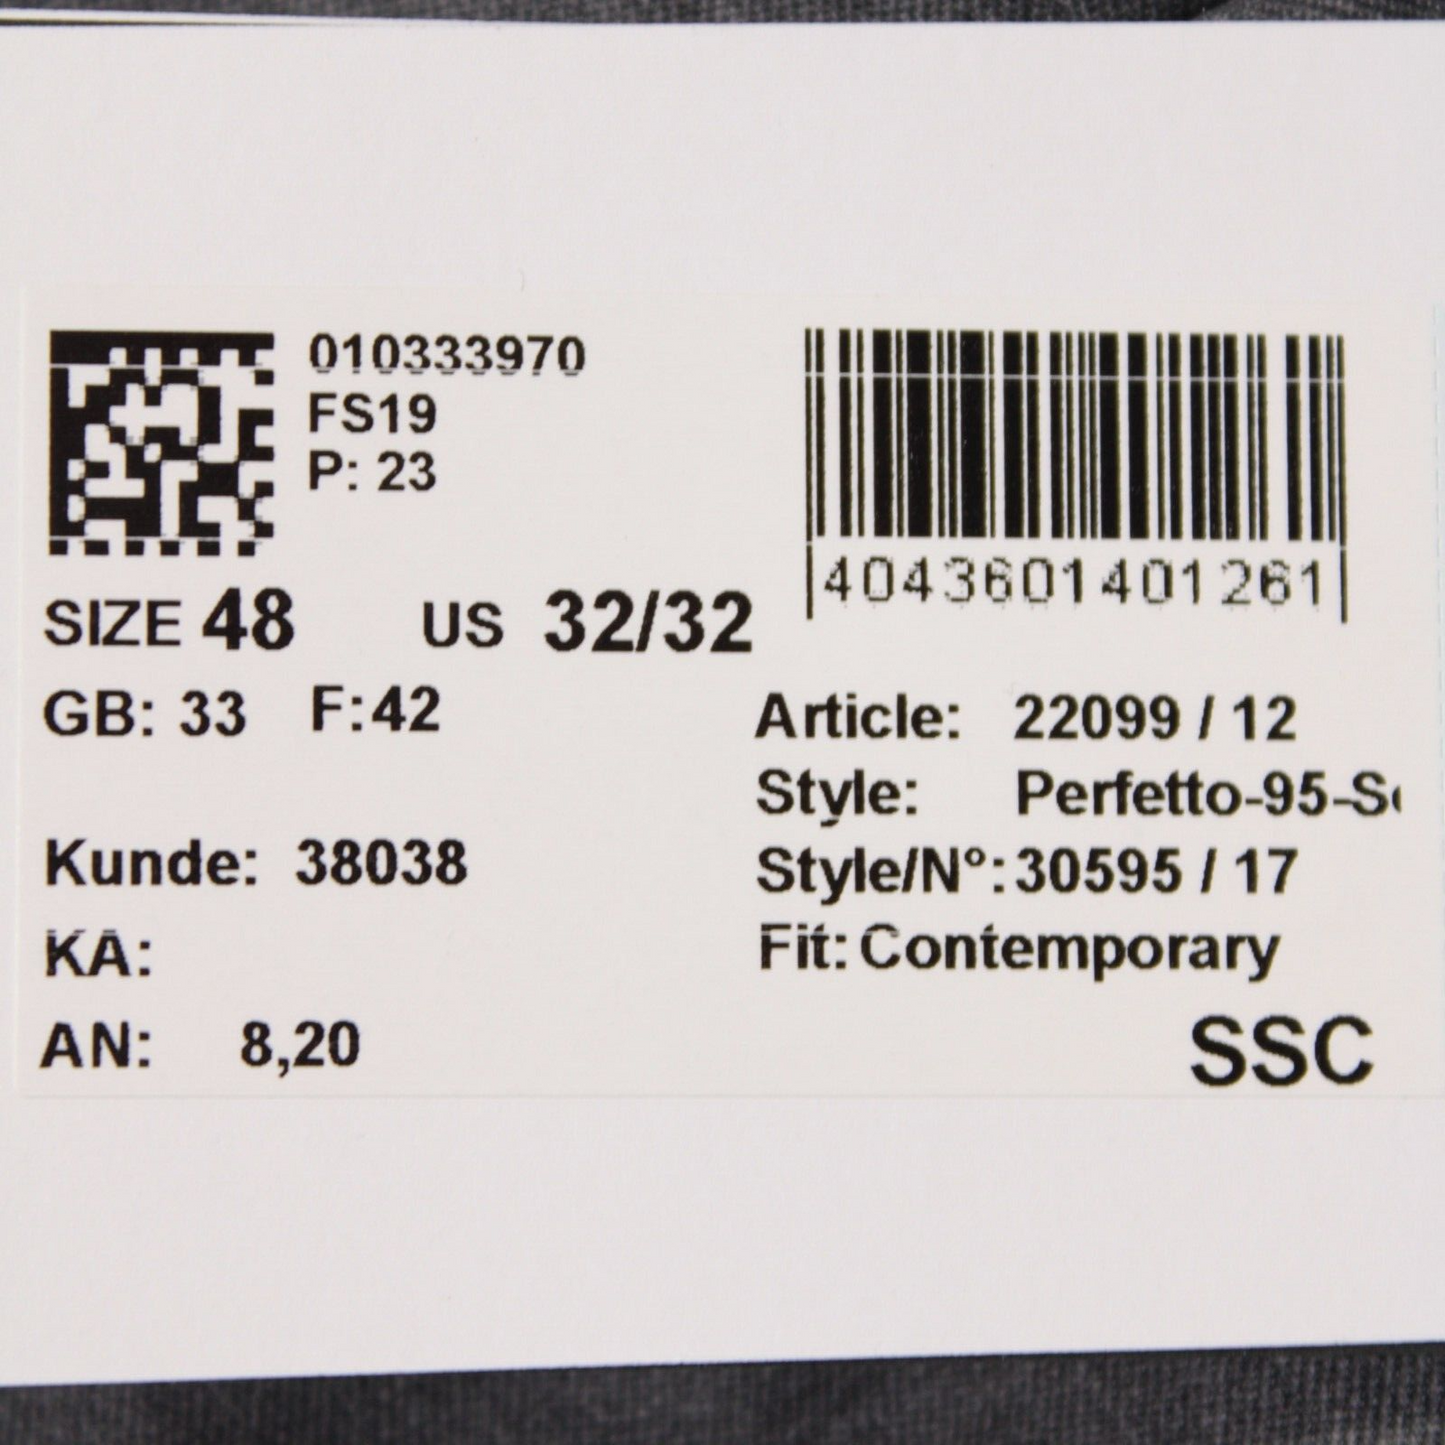 010333970
FS19
P: 23
4043601401261
SIZE 48 US 32/32
GB: 33 F:42
Article: 22099 / 12
Style: Perfetto-95-S
Kunde: 38038
Style/N°: 30595 / 17
KA:
Fit: Contemporary
AN: 8,20
SSC